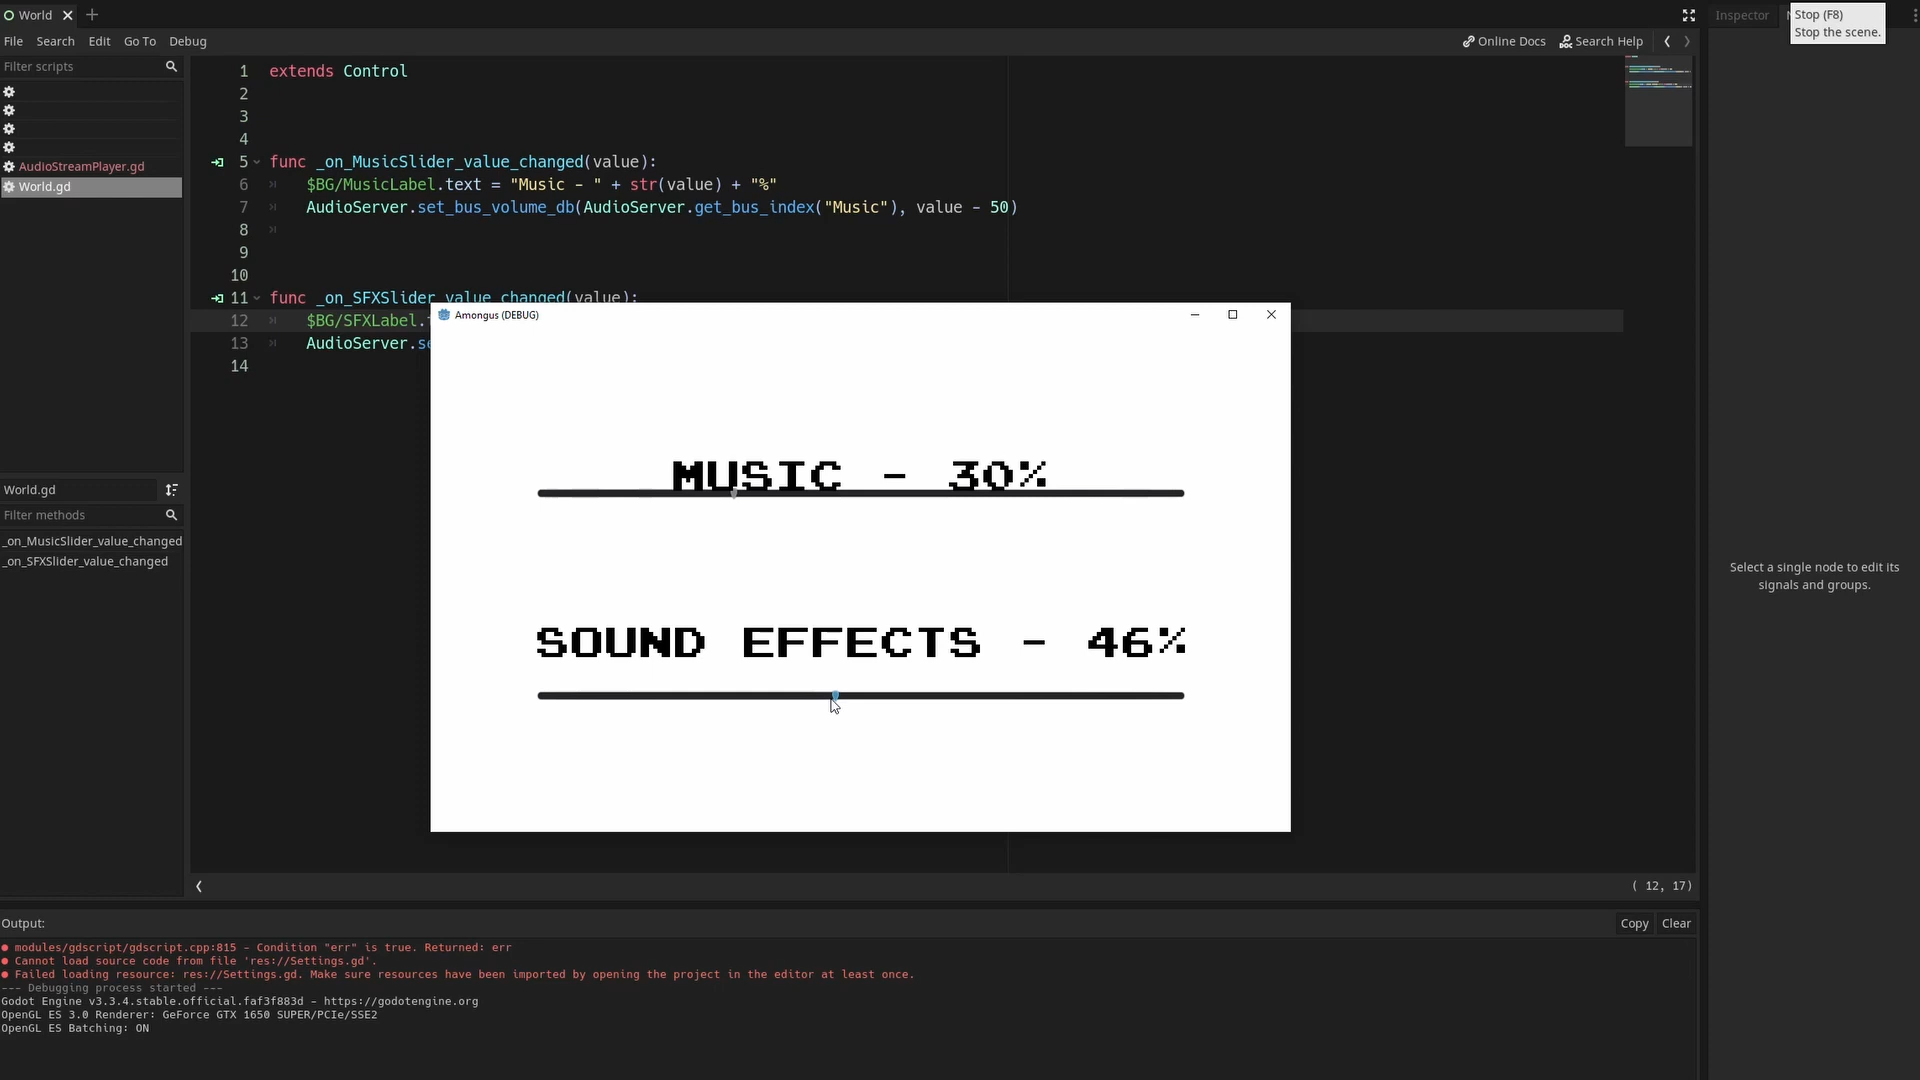 World
Inspector
Stop (F8)
Stop the scene.
File Search Edit Go To Debug
Online Docs Search Help
Filter scripts
AudioStreamPlayer.gd
World.gd
World.gd
Filter methods
_on_MusicSlider_value_changed
_on_SFXSlider_value_changed
1 extends Control
2
3
4
5 func _on_MusicSlider_value_changed(value):
6 $BG/MusicLabel.text = "Music - " + str(value) + "%"
7 AudioServer.set_bus_volume_db(AudioServer.get_bus_index("Music"), value - 50)
8
9
10
11 func _on_SFXSlider_value_changed(value):
12 $BG/SFXLabel.
13 AudioServer.se
14
Amongus (DEBUG)
MUSIC - 30%
SOUND EFFECTS - 46%
Select a single node to edit its
signals and groups.
( 12, 17)
Output:
Copy Clear
modules/gdscript/gdscript.cpp:815 - Condition "err" is true. Returned: err
Cannot load source code from file 'res://Settings.gd'.
Failed loading resource: res://Settings.gd. Make sure resources have been imported by opening the project in the editor at least once.
--- Debugging process started ---
Godot Engine v3.3.4.stable.official.faf3f883d - https://godotengine.org
OpenGL ES 3.0 Renderer: GeForce GTX 1650 SUPER/PCIe/SSE2
OpenGL ES Batching: ON